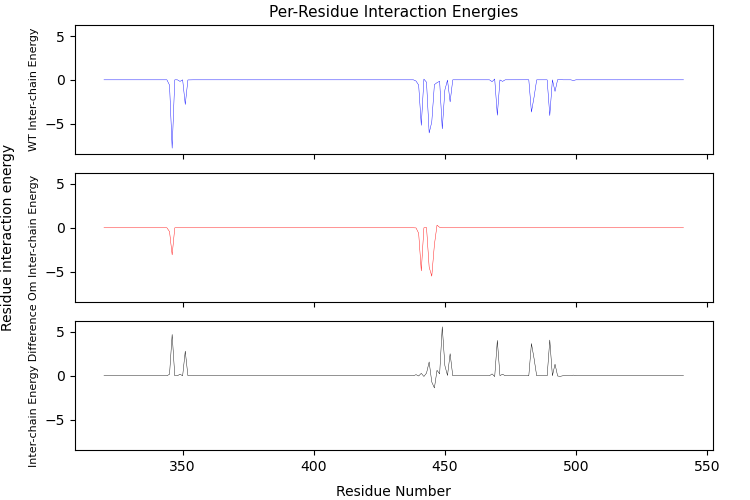 Per-Residue Interaction Energies
Residue interaction energy
WT Inter-chain Energy
5
0
−5
Om Inter-chain Energy
5
0
−5
Inter-chain Energy Difference
5
0
−5
350
400
450
500
550
Residue Number